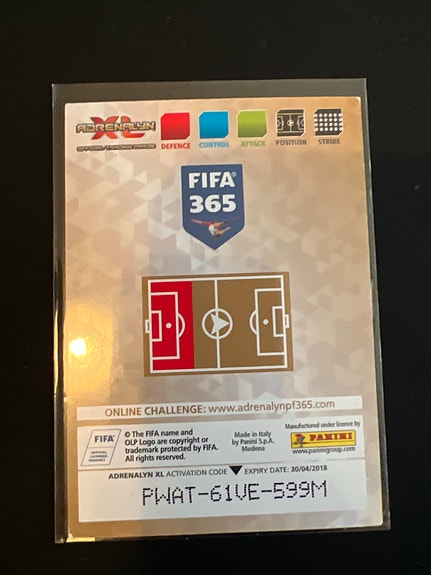 ADRENALYN
XL
OFFICIAL TRADING CARDS
DEFENCE CONTROL ATTACK POSITION STRIKE
FIFA®
365
ONLINE CHALLENGE: www.adrenalynpf365.com
FIFA®
OFFICIAL
LICENSED PRODUCT
© The FIFA name and
OLP Logo are copyright or
trademark protected by FIFA.
All rights reserved.
Made in Italy
by Panini S.p.A.
Modena
Manufactured under licence by
PANINI
www.paninigroup.com
ADRENALYN XL ACTIVATION CODE EXPIRY DATE: 30/04/2018
PWAT-61VE-599M